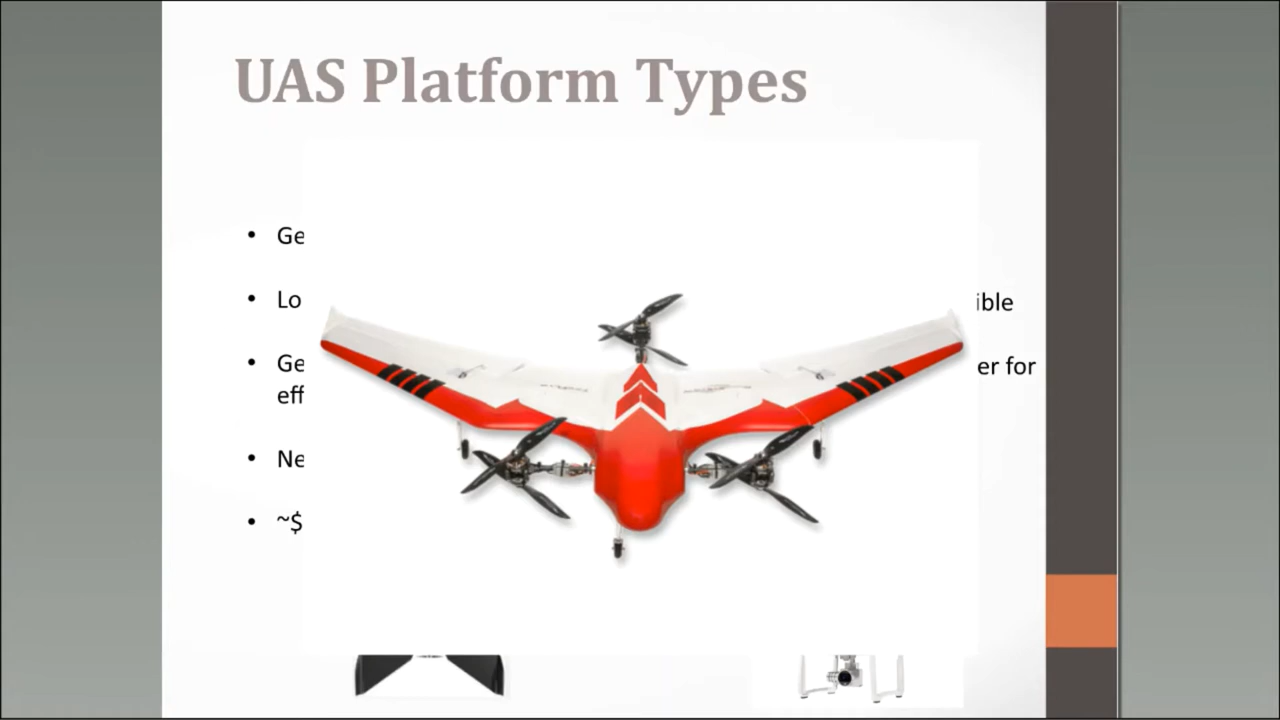 UAS Platform Types
• Ge
• Lo ible
• Ge er for
eff
• Ne
• ~$